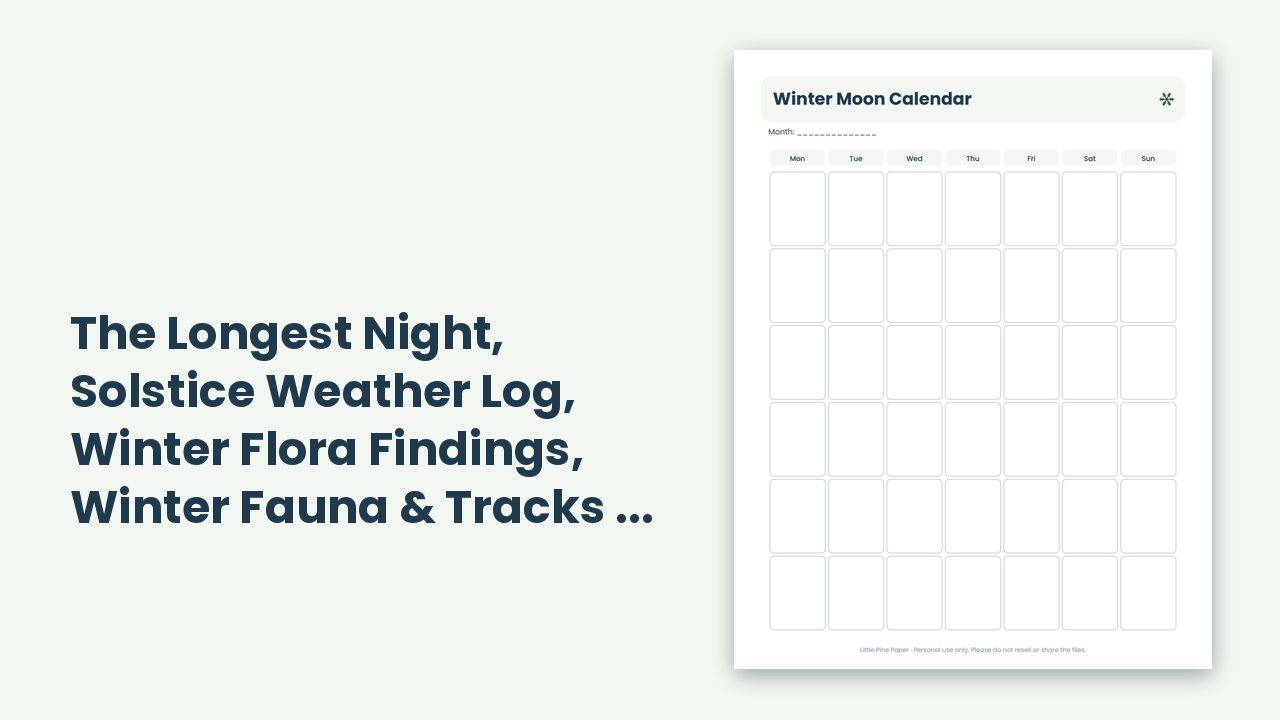 The Longest Night,
Solstice Weather Log,
Winter Flora Findings,
Winter Fauna & Tracks ...
Winter Moon Calendar
Month: ______________
Mon Tue Wed Thu Fri Sat Sun
Little Pine Paper · Personal use only. Please do not resell or share the files.